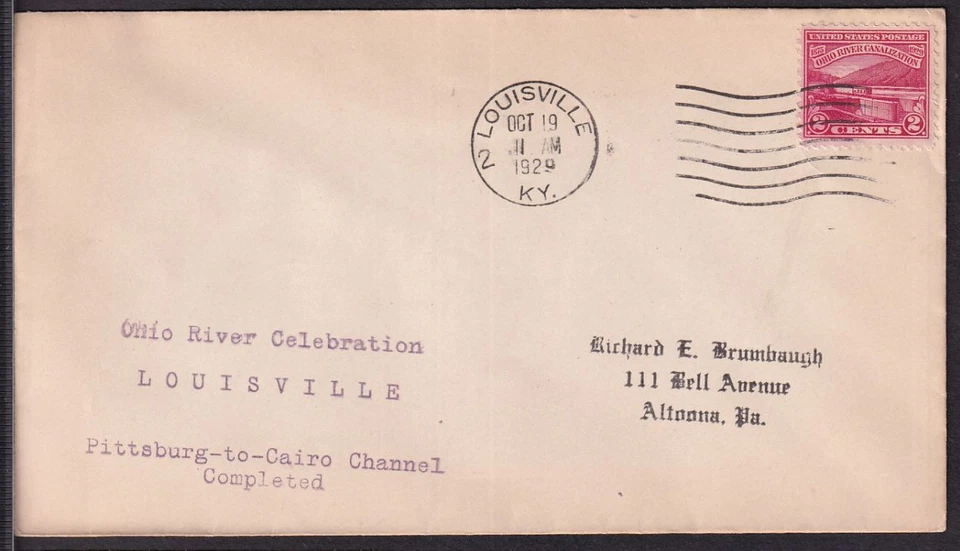 UNITED STATES POSTAGE
1875 1929
OHIO RIVER CANALIZATION
2 CENTS 2
LOUISVILLE
OCT 19
11 AM
1929
KY.
2
Ohio River Celebration
LOUISVILLE
Pittsburg-to-Cairo Channel
Completed
Richard E. Brumbaugh
111 Bell Avenue
Altoona, Pa.